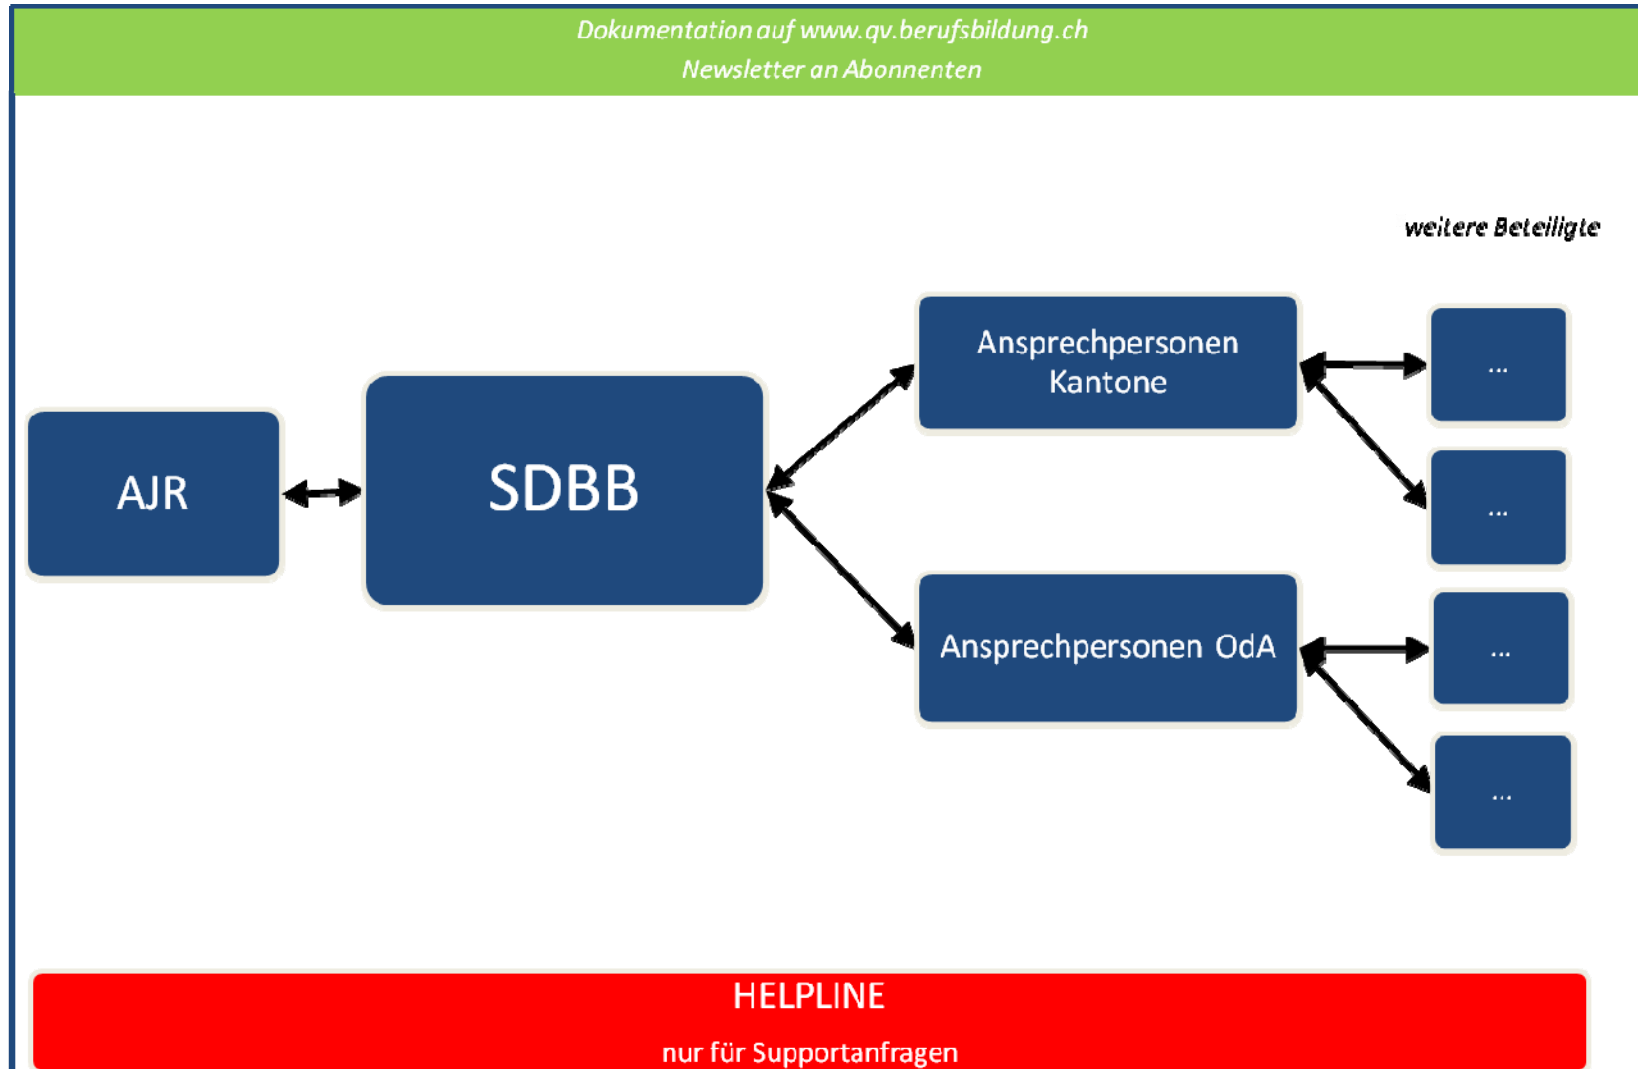 Dokumentation auf www.qv.berufsbildung.ch
Newsletter an Abonnenten
weitere Beteiligte
Ansprechpersonen
Kantone
...
AJR
SDBB
...
Ansprechpersonen OdA
...
...
HELPLINE
nur für Supportanfragen